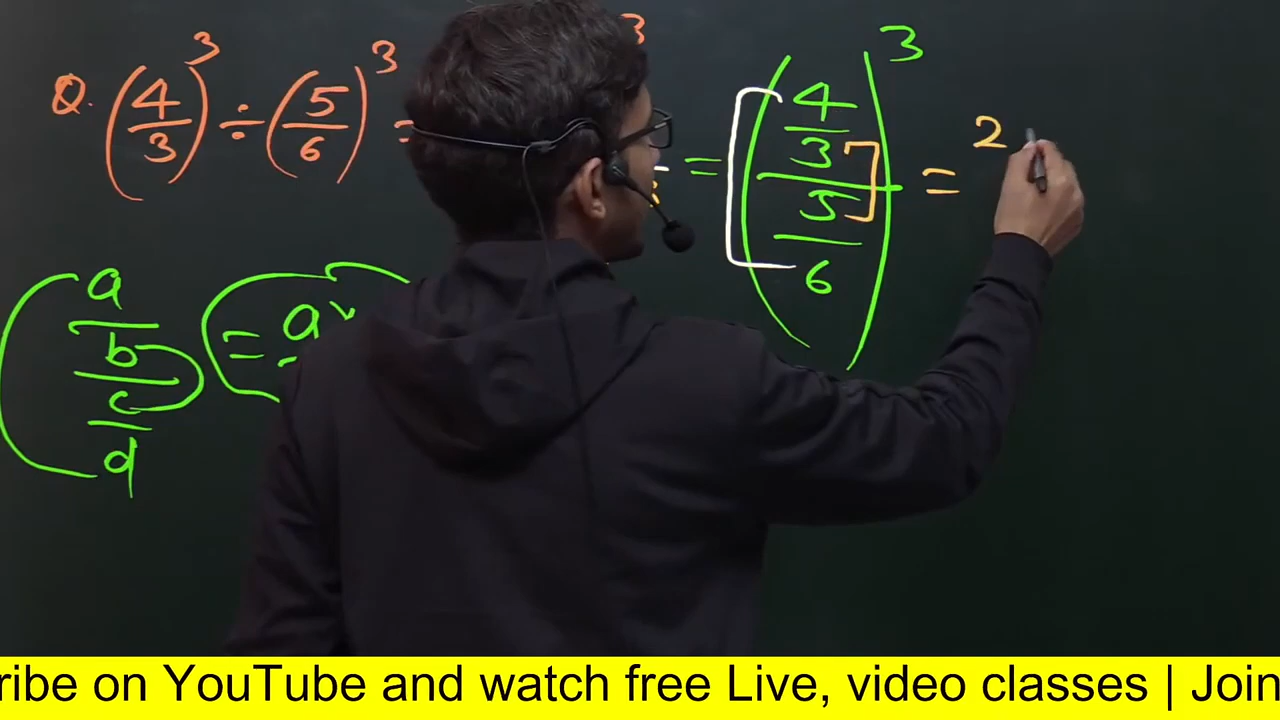 Q. (4/3)³ ÷ (5/6)³ =
3
= ((4/3)/(5/6))³ = 2
(a/b)/(c/d) = a
ribe on YouTube and watch free Live, video classes | Join